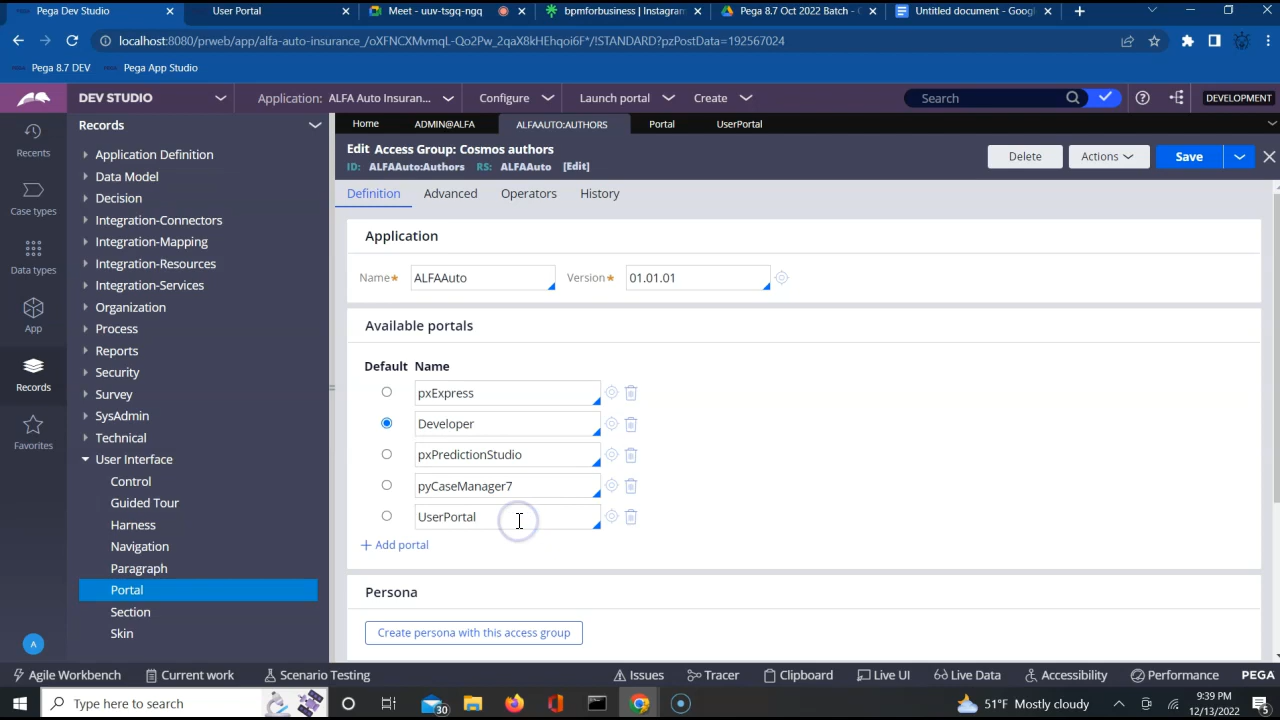 Pega Dev Studio
User Portal
Meet - uuv-tsgq-ngq
bpmforbusiness | Instagram
Pega 8.7 Oct 2022 Batch - G
Untitled document - Googl
localhost:8080/prweb/app/alfa-auto-insurance_/oXFNCXMvmqL-Qo2Pw_2qaX8kHEhqoi6F*/!STANDARD?pzPostData=192567024
Pega 8.7 DEV
Pega App Studio
DEV STUDIO
Application: ALFA Auto Insuran...
Configure
Launch portal
Create
Search
DEVELOPMENT
Recents
Case types
Data types
App
Records
Favorites
A
Records
Application Definition
Data Model
Decision
Integration-Connectors
Integration-Mapping
Integration-Resources
Integration-Services
Organization
Process
Reports
Security
Survey
SysAdmin
Technical
User Interface
Control
Guided Tour
Harness
Navigation
Paragraph
Portal
Section
Skin
Home
ADMIN@ALFA
ALFAAUTO:AUTHORS
Portal
UserPortal
Edit Access Group: Cosmos authors
ID: ALFAAuto:Authors RS: ALFAAuto [Edit]
Delete
Actions
Save
Definition
Advanced
Operators
History
Application
Name* ALFAAuto
Version* 01.01.01
Available portals
Default Name
pxExpress
Developer
pxPredictionStudio
pyCaseManager7
UserPortal
+ Add portal
Persona
Create persona with this access group
Agile Workbench
Current work
Scenario Testing
Issues
Tracer
Clipboard
Live UI
Live Data
Accessibility
Performance
PEGA
Type here to search
30
51°F Mostly cloudy
9:39 PM
12/13/2022
5